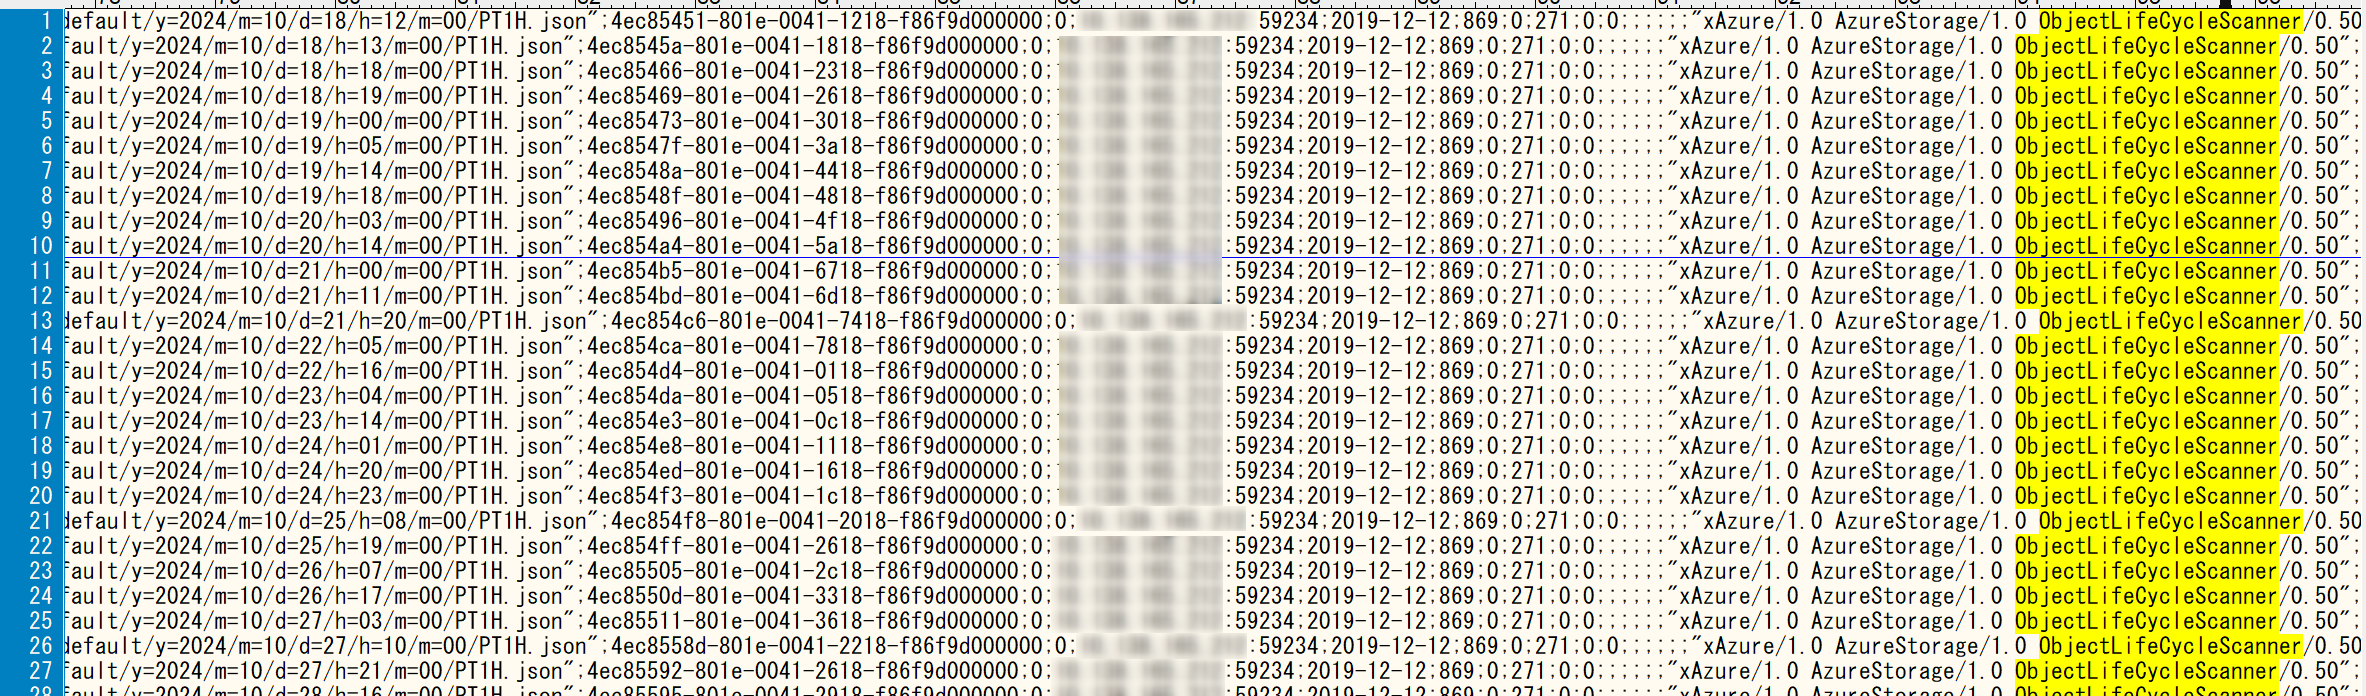 1 default/y=2024/m=10/d=18/h=12/m=00/PT1H.json";4ec85451-801e-0041-1218-f86f9d000000;0; 59234;2019-12-12;869;0;271;0;0;;;;;;"xAzure/1.0 AzureStorage/1.0 ObjectLifeCycleScanner/0.50
2 fault/y=2024/m=10/d=18/h=13/m=00/PT1H.json";4ec8545a-801e-0041-1818-f86f9d000000;0; :59234;2019-12-12;869;0;271;0;0;;;;;;"xAzure/1.0 AzureStorage/1.0 ObjectLifeCycleScanner/0.50";
3 fault/y=2024/m=10/d=18/h=18/m=00/PT1H.json";4ec85466-801e-0041-2318-f86f9d000000;0; :59234;2019-12-12;869;0;271;0;0;;;;;;"xAzure/1.0 AzureStorage/1.0 ObjectLifeCycleScanner/0.50";
4 fault/y=2024/m=10/d=18/h=19/m=00/PT1H.json";4ec85469-801e-0041-2618-f86f9d000000;0; :59234;2019-12-12;869;0;271;0;0;;;;;;"xAzure/1.0 AzureStorage/1.0 ObjectLifeCycleScanner/0.50";
5 fault/y=2024/m=10/d=19/h=00/m=00/PT1H.json";4ec85473-801e-0041-3018-f86f9d000000;0; :59234;2019-12-12;869;0;271;0;0;;;;;;"xAzure/1.0 AzureStorage/1.0 ObjectLifeCycleScanner/0.50";
6 fault/y=2024/m=10/d=19/h=05/m=00/PT1H.json";4ec8547f-801e-0041-3a18-f86f9d000000;0; :59234;2019-12-12;869;0;271;0;0;;;;;;"xAzure/1.0 AzureStorage/1.0 ObjectLifeCycleScanner/0.50";
7 fault/y=2024/m=10/d=19/h=14/m=00/PT1H.json";4ec8548a-801e-0041-4418-f86f9d000000;0; :59234;2019-12-12;869;0;271;0;0;;;;;;"xAzure/1.0 AzureStorage/1.0 ObjectLifeCycleScanner/0.50";
8 fault/y=2024/m=10/d=19/h=18/m=00/PT1H.json";4ec8548f-801e-0041-4818-f86f9d000000;0; :59234;2019-12-12;869;0;271;0;0;;;;;;"xAzure/1.0 AzureStorage/1.0 ObjectLifeCycleScanner/0.50";
9 fault/y=2024/m=10/d=20/h=03/m=00/PT1H.json";4ec85496-801e-0041-4f18-f86f9d000000;0; :59234;2019-12-12;869;0;271;0;0;;;;;;"xAzure/1.0 AzureStorage/1.0 ObjectLifeCycleScanner/0.50";
10 fault/y=2024/m=10/d=20/h=14/m=00/PT1H.json";4ec854a4-801e-0041-5a18-f86f9d000000;0; :59234;2019-12-12;869;0;271;0;0;;;;;;"xAzure/1.0 AzureStorage/1.0 ObjectLifeCycleScanner/0.50";
11 fault/y=2024/m=10/d=21/h=00/m=00/PT1H.json";4ec854b5-801e-0041-6718-f86f9d000000;0; :59234;2019-12-12;869;0;271;0;0;;;;;;"xAzure/1.0 AzureStorage/1.0 ObjectLifeCycleScanner/0.50";
12 fault/y=2024/m=10/d=21/h=11/m=00/PT1H.json";4ec854bd-801e-0041-6d18-f86f9d000000;0; :59234;2019-12-12;869;0;271;0;0;;;;;;"xAzure/1.0 AzureStorage/1.0 ObjectLifeCycleScanner/0.50";
13 default/y=2024/m=10/d=21/h=20/m=00/PT1H.json";4ec854c6-801e-0041-7418-f86f9d000000;0; :59234;2019-12-12;869;0;271;0;0;;;;;;"xAzure/1.0 AzureStorage/1.0 ObjectLifeCycleScanner/0.50
14 fault/y=2024/m=10/d=22/h=05/m=00/PT1H.json";4ec854ca-801e-0041-7818-f86f9d000000;0; :59234;2019-12-12;869;0;271;0;0;;;;;;"xAzure/1.0 AzureStorage/1.0 ObjectLifeCycleScanner/0.50";
15 fault/y=2024/m=10/d=22/h=16/m=00/PT1H.json";4ec854d4-801e-0041-0118-f86f9d000000;0; :59234;2019-12-12;869;0;271;0;0;;;;;;"xAzure/1.0 AzureStorage/1.0 ObjectLifeCycleScanner/0.50";
16 fault/y=2024/m=10/d=23/h=04/m=00/PT1H.json";4ec854da-801e-0041-0518-f86f9d000000;0; :59234;2019-12-12;869;0;271;0;0;;;;;;"xAzure/1.0 AzureStorage/1.0 ObjectLifeCycleScanner/0.50";
17 fault/y=2024/m=10/d=23/h=14/m=00/PT1H.json";4ec854e3-801e-0041-0c18-f86f9d000000;0; :59234;2019-12-12;869;0;271;0;0;;;;;;"xAzure/1.0 AzureStorage/1.0 ObjectLifeCycleScanner/0.50";
18 fault/y=2024/m=10/d=24/h=01/m=00/PT1H.json";4ec854e8-801e-0041-1118-f86f9d000000;0; :59234;2019-12-12;869;0;271;0;0;;;;;;"xAzure/1.0 AzureStorage/1.0 ObjectLifeCycleScanner/0.50";
19 fault/y=2024/m=10/d=24/h=20/m=00/PT1H.json";4ec854ed-801e-0041-1618-f86f9d000000;0; :59234;2019-12-12;869;0;271;0;0;;;;;;"xAzure/1.0 AzureStorage/1.0 ObjectLifeCycleScanner/0.50";
20 fault/y=2024/m=10/d=24/h=23/m=00/PT1H.json";4ec854f3-801e-0041-1c18-f86f9d000000;0; :59234;2019-12-12;869;0;271;0;0;;;;;;"xAzure/1.0 AzureStorage/1.0 ObjectLifeCycleScanner/0.50";
21 default/y=2024/m=10/d=25/h=08/m=00/PT1H.json";4ec854f8-801e-0041-2018-f86f9d000000;0; :59234;2019-12-12;869;0;271;0;0;;;;;;"xAzure/1.0 AzureStorage/1.0 ObjectLifeCycleScanner/0.50
22 fault/y=2024/m=10/d=25/h=19/m=00/PT1H.json";4ec854ff-801e-0041-2618-f86f9d000000;0; :59234;2019-12-12;869;0;271;0;0;;;;;;"xAzure/1.0 AzureStorage/1.0 ObjectLifeCycleScanner/0.50";
23 fault/y=2024/m=10/d=26/h=07/m=00/PT1H.json";4ec85505-801e-0041-2c18-f86f9d000000;0; :59234;2019-12-12;869;0;271;0;0;;;;;;"xAzure/1.0 AzureStorage/1.0 ObjectLifeCycleScanner/0.50";
24 fault/y=2024/m=10/d=26/h=17/m=00/PT1H.json";4ec8550d-801e-0041-3318-f86f9d000000;0; :59234;2019-12-12;869;0;271;0;0;;;;;;"xAzure/1.0 AzureStorage/1.0 ObjectLifeCycleScanner/0.50";
25 fault/y=2024/m=10/d=27/h=03/m=00/PT1H.json";4ec85511-801e-0041-3618-f86f9d000000;0; :59234;2019-12-12;869;0;271;0;0;;;;;;"xAzure/1.0 AzureStorage/1.0 ObjectLifeCycleScanner/0.50";
26 default/y=2024/m=10/d=27/h=10/m=00/PT1H.json";4ec8558d-801e-0041-2218-f86f9d000000;0; :59234;2019-12-12;869;0;271;0;0;;;;;;"xAzure/1.0 AzureStorage/1.0 ObjectLifeCycleScanner/0.50
27 fault/y=2024/m=10/d=27/h=21/m=00/PT1H.json";4ec85592-801e-0041-2618-f86f9d000000;0; :59234;2019-12-12;869;0;271;0;0;;;;;;"xAzure/1.0 AzureStorage/1.0 ObjectLifeCycleScanner/0.50";